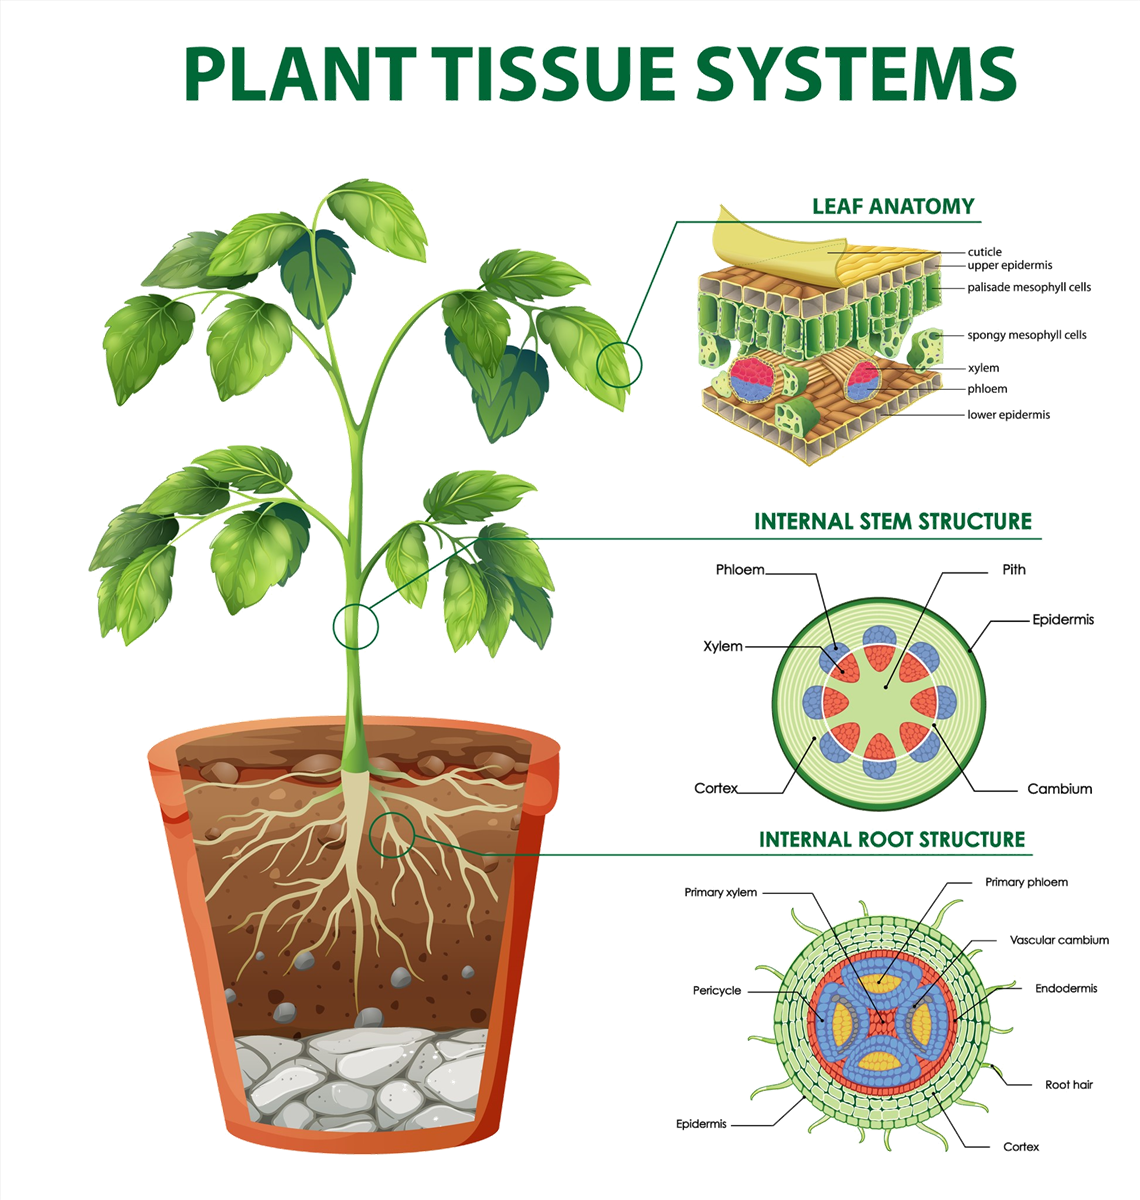 PLANT TISSUE SYSTEMS
LEAF ANATOMY
cuticle
upper epidermis
palisade mesophyll cells
spongy mesophyll cells
xylem
phloem
lower epidermis
INTERNAL STEM STRUCTURE
Phloem
Pith
Epidermis
Xylem
Cortex
Cambium
INTERNAL ROOT STRUCTURE
Primary xylem
Primary phloem
Vascular cambium
Pericycle
Endodermis
Root hair
Epidermis
Cortex